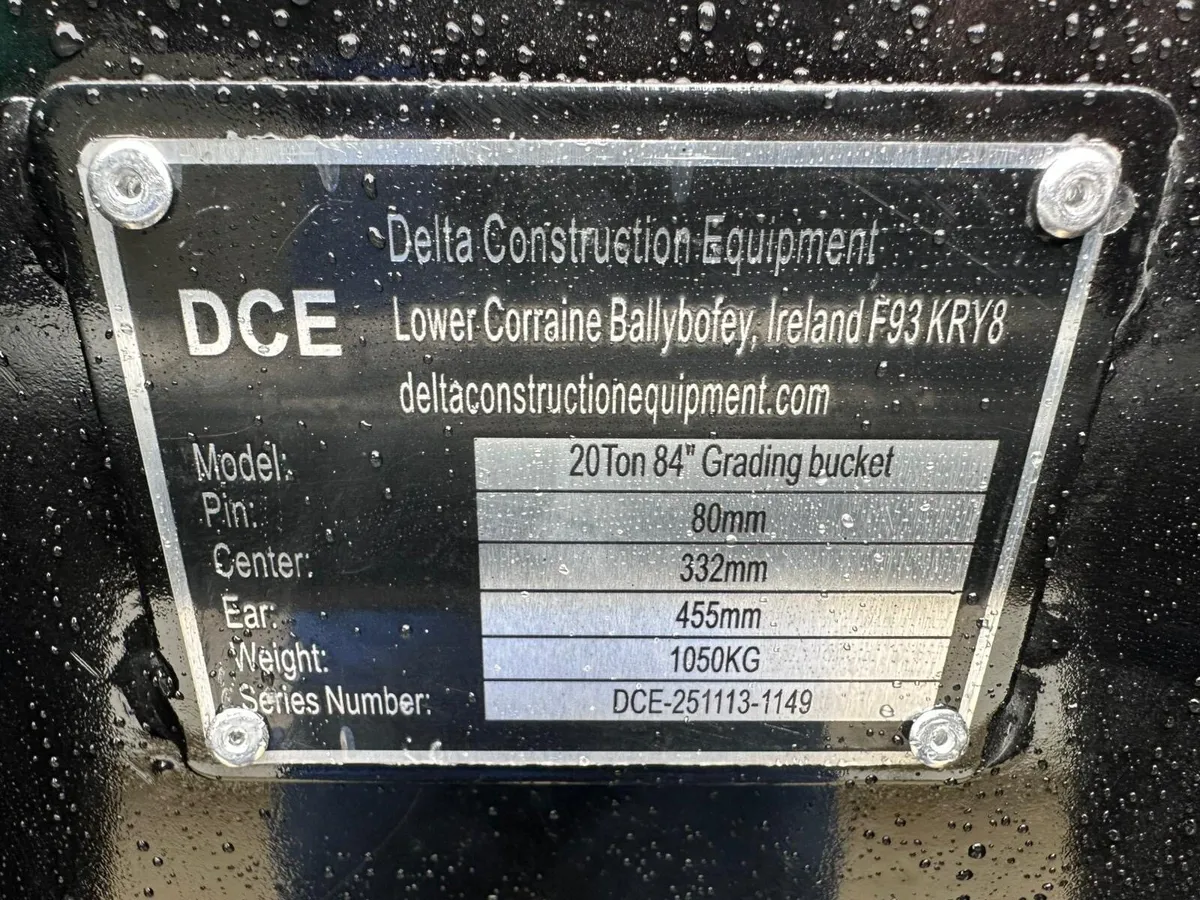 Delta Construction Equipment
DCE
Lower Corraine Ballybofey, Ireland F93 KRY8
deltaconstructionequipment.com
Model: 20Ton 84" Grading bucket
Pin: 80mm
Center: 332mm
Ear: 455mm
Weight: 1050KG
Series Number: DCE-251113-1149